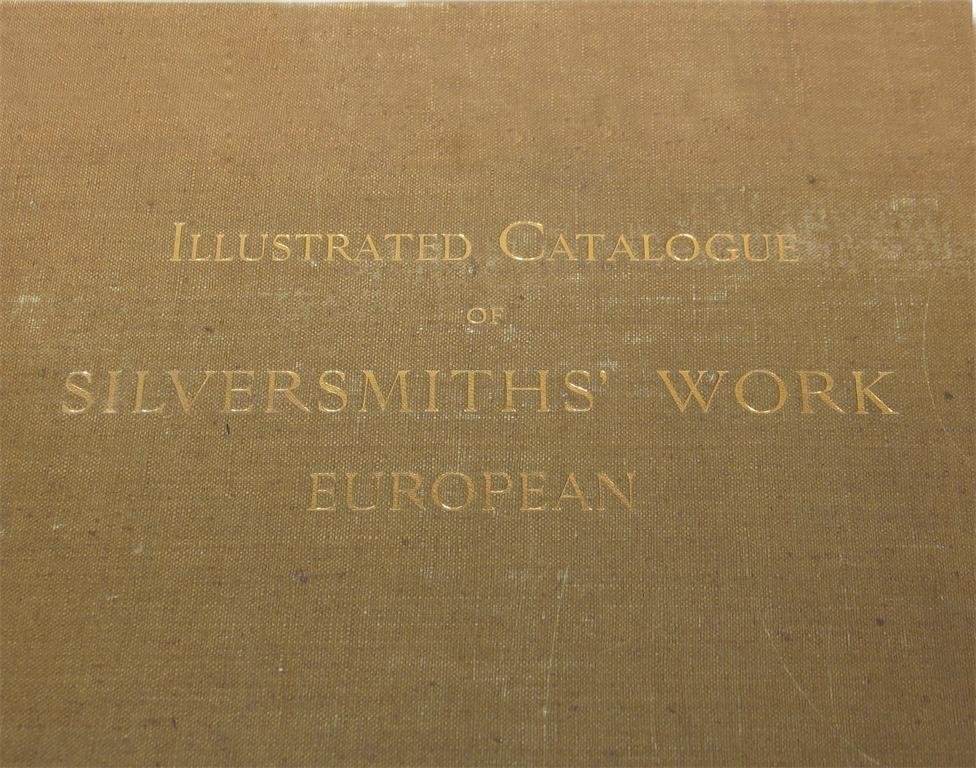 Illustrated Catalogue
of
SILVERSMITHS' WORK
EUROPEAN